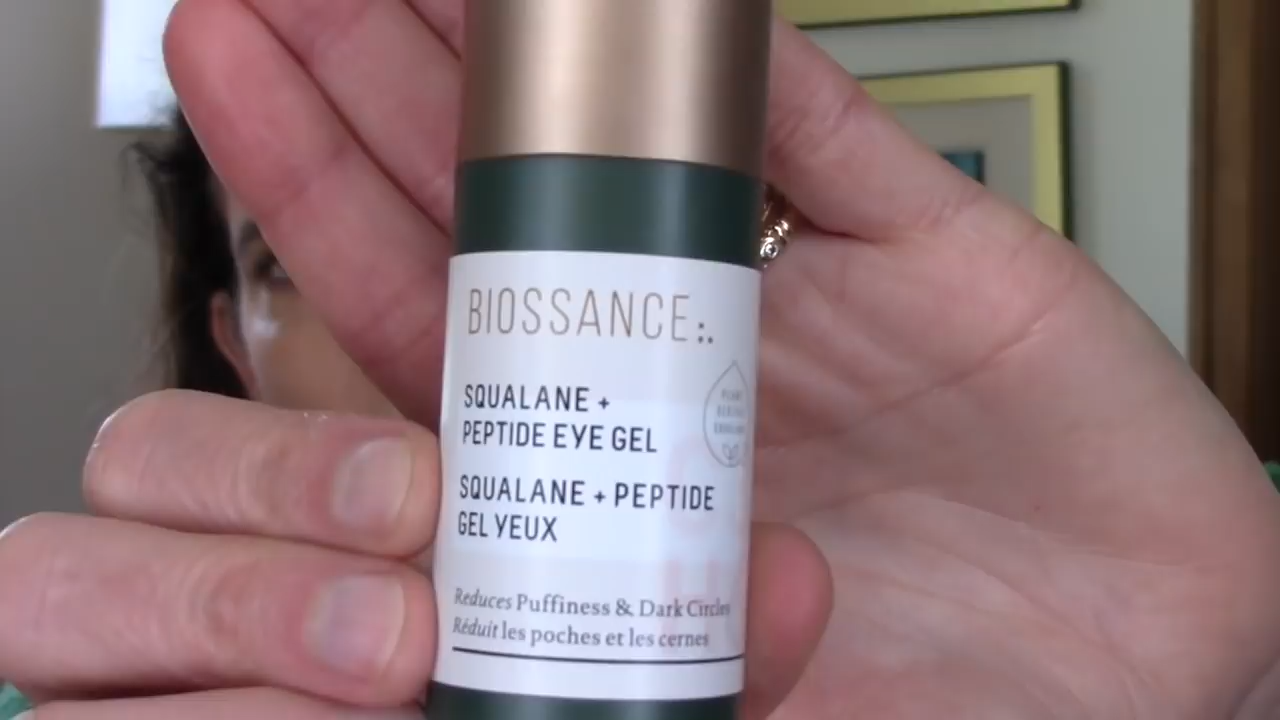 BIOSSANCE:.
SQUALANE +
PEPTIDE EYE GEL
SQUALANE + PEPTIDE
GEL YEUX
Reduces Puffiness & Dark Circles
Réduit les poches et les cernes